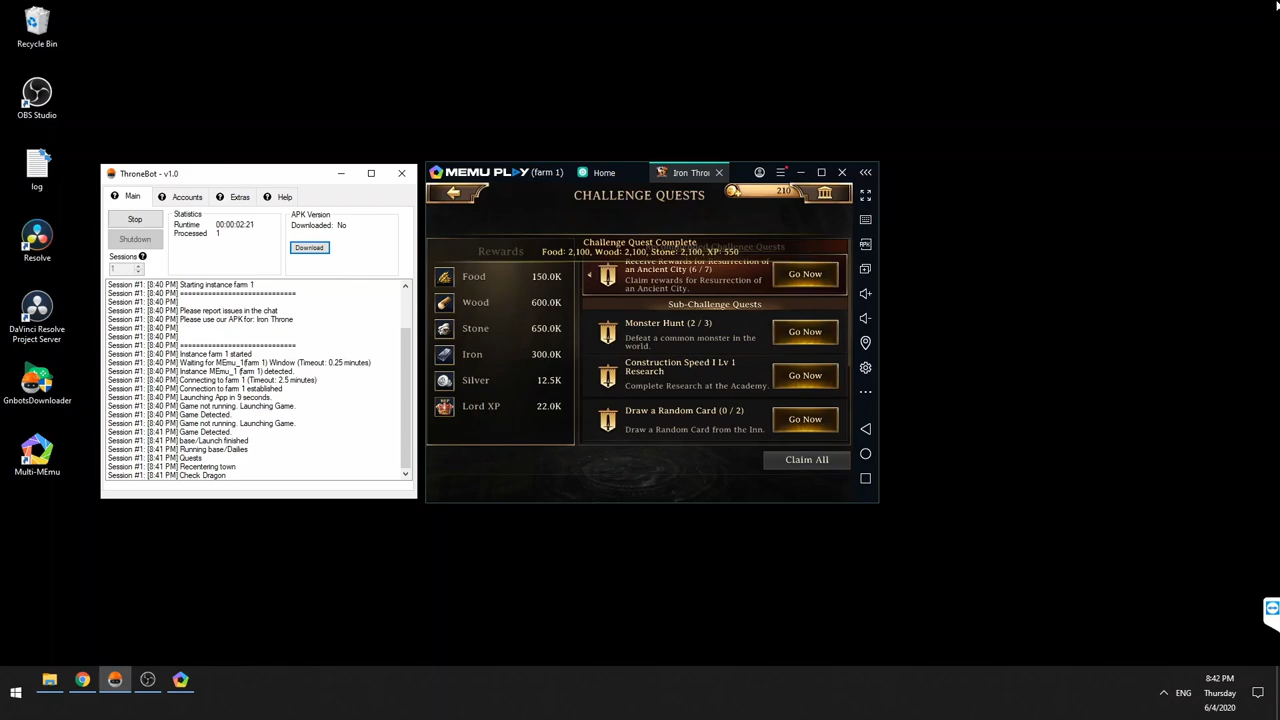 Recycle Bin
OBS Studio
log
Resolve
DaVinci Resolve
Project Server
GnbotsDownloader
Multi-MEmu
ThroneBot - v1.0
Main
Accounts
Extras
Help
Stop
Shutdown
Sessions
1
Statistics
Runtime 00:00:02:21
Processed 1
APK Version
Downloaded: No
Download
Session #1: [8:40 PM] Starting instance farm 1
Session #1: [8:40 PM] =============================
Session #1: [8:40 PM]
Session #1: [8:40 PM] Please report issues in the chat
Session #1: [8:40 PM] Please use our APK for: Iron Throne
Session #1: [8:40 PM]
Session #1: [8:40 PM]
Session #1: [8:40 PM] =============================
Session #1: [8:40 PM] Instance farm 1 started
Session #1: [8:40 PM] Waiting for MEmu_1(farm 1) Window (Timeout: 0.25 minutes)
Session #1: [8:40 PM] Instance MEmu_1 (farm 1) detected.
Session #1: [8:40 PM] Connecting to farm 1 (Timeout: 2.5 minutes)
Session #1: [8:40 PM] Connection to farm 1 established
Session #1: [8:40 PM] Launching App in 9 seconds.
Session #1: [8:40 PM] Game not running. Launching Game.
Session #1: [8:40 PM] Game Detected.
Session #1: [8:40 PM] Game not running. Launching Game.
Session #1: [8:41 PM] Game Detected.
Session #1: [8:41 PM] base/Launch finished
Session #1: [8:41 PM] Running base/Dailies
Session #1: [8:41 PM] Quests
Session #1: [8:41 PM] Recentering town
Session #1: [8:41 PM] Check Dragon
MEMU PLAY (farm 1)
Home
Iron Thro
CHALLENGE QUESTS
210
Challenge Quest Complete
Food: 2,100, Wood: 2,100, Stone: 2,100, XP: 550
Rewards
Challenge Quests
Food 150.0K
Wood 600.0K
Stone 650.0K
Iron 300.0K
Silver 12.5K
Lord XP 22.0K
Receive Rewards for Resurrection of
an Ancient City (6 / 7)
Claim rewards for Resurrection of
an Ancient City.
Go Now
Sub-Challenge Quests
Monster Hunt (2 / 3)
Defeat a common monster in the
world.
Go Now
Construction Speed I Lv 1
Research
Complete Research at the Academy.
Go Now
Draw a Random Card (0 / 2)
Draw a Random Card from the Inn.
Go Now
Claim All
APK
ENG
8:42 PM
Thursday
6/4/2020